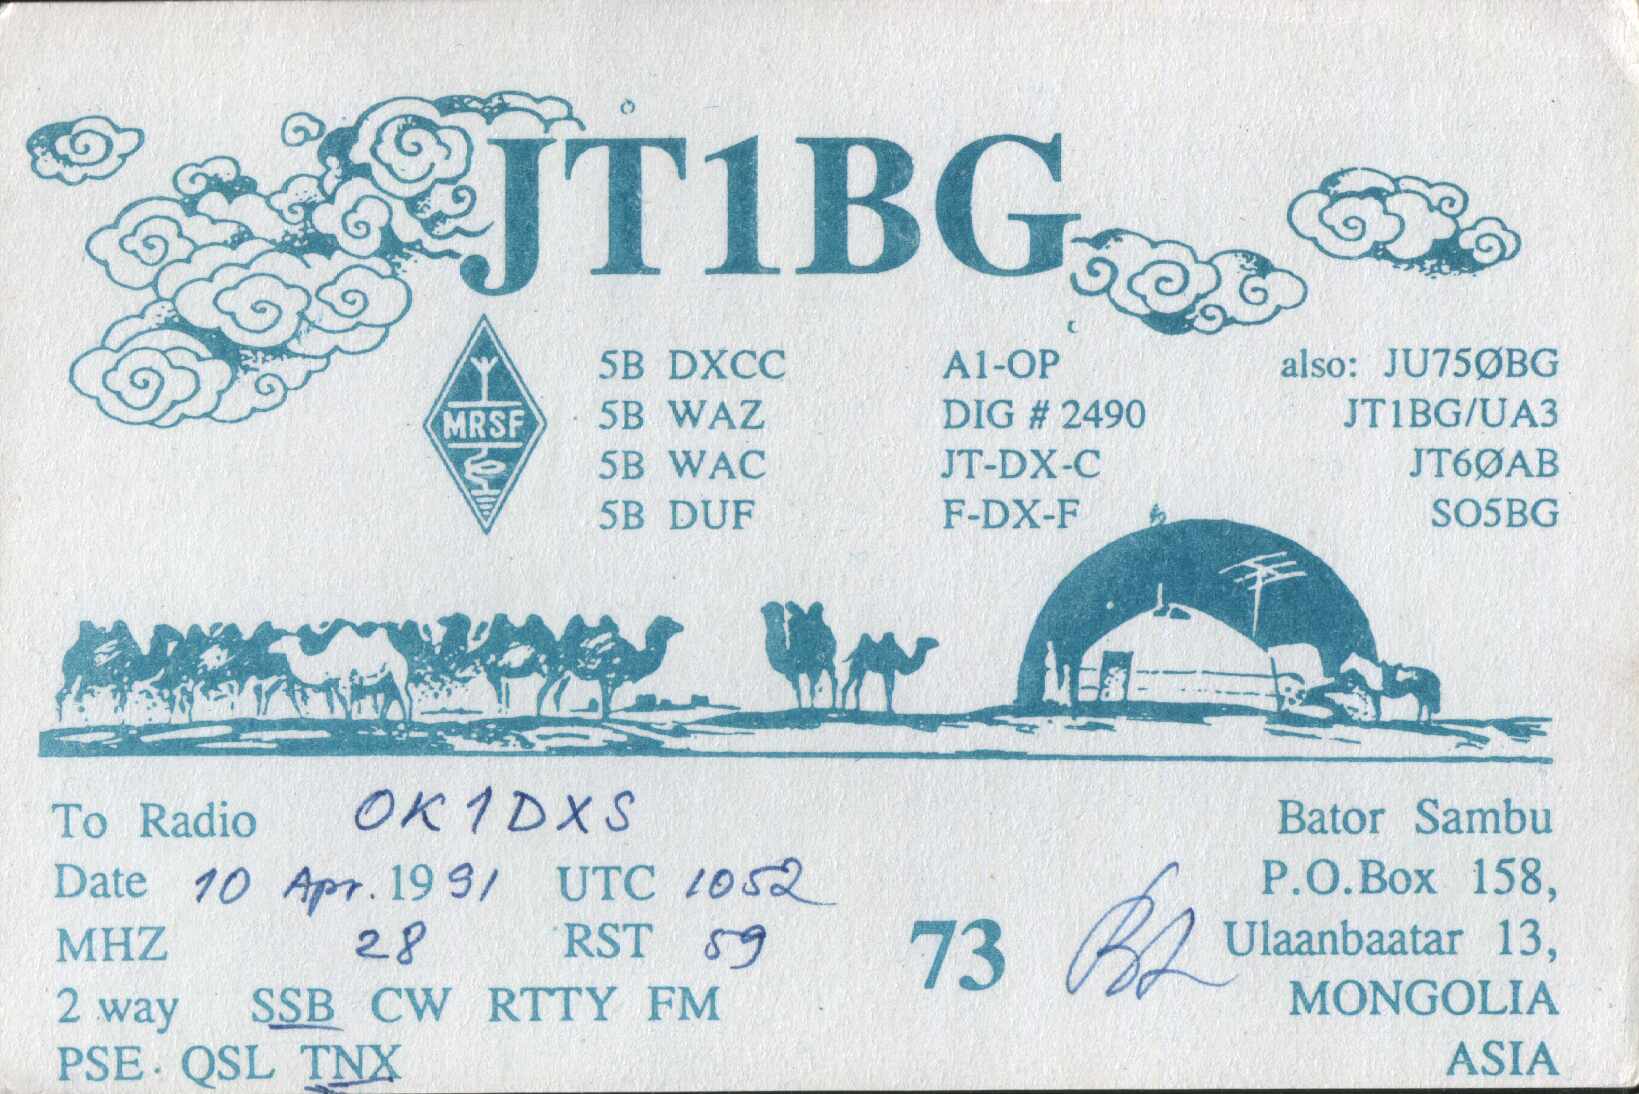 JT1BG
MRSF
5B DXCC A1-OP also: JU75ØBG
5B WAZ DIG # 2490 JT1BG/UA3
5B WAC JT-DX-C JT6ØAB
5B DUF F-DX-F SO5BG
To Radio OK1DXS
Date 10 Apr. 1991 UTC 1052
MHZ 28 RST 59
2 way SSB CW RTTY FM
PSE QSL TNX
73
Bator Sambu
P.O.Box 158,
Ulaanbaatar 13,
MONGOLIA
ASIA